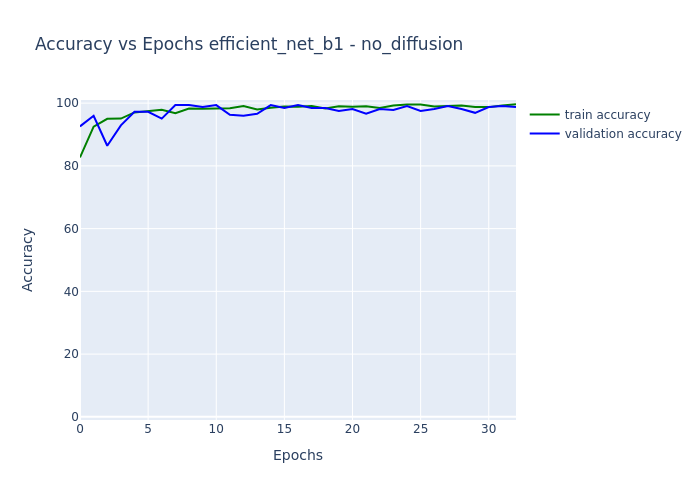 Accuracy vs Epochs efficient_net_b1 - no_diffusion
train accuracy
validation accuracy
Accuracy
100
80
60
40
20
0
0 5 10 15 20 25 30
Epochs